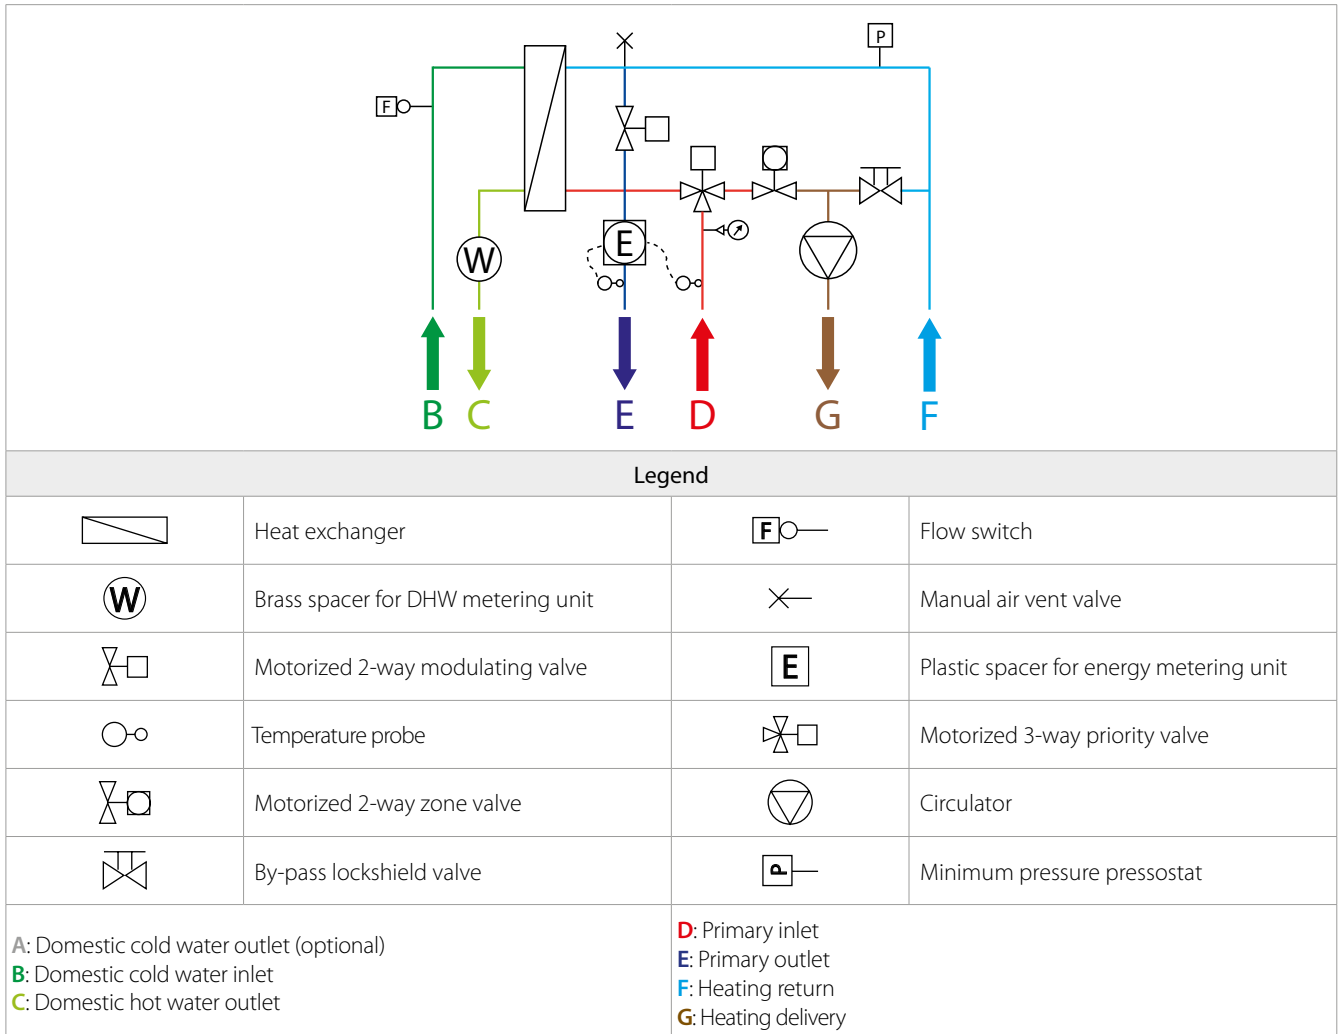 P
F
E
W
B C E D G F
Legend
Heat exchanger
F
Flow switch
W
Brass spacer for DHW metering unit
Manual air vent valve
Motorized 2-way modulating valve
E
Plastic spacer for energy metering unit
Temperature probe
Motorized 3-way priority valve
Motorized 2-way zone valve
Circulator
By-pass lockshield valve
P
Minimum pressure pressostat
A: Domestic cold water outlet (optional)
B: Domestic cold water inlet
C: Domestic hot water outlet
D: Primary inlet
E: Primary outlet
F: Heating return
G: Heating delivery